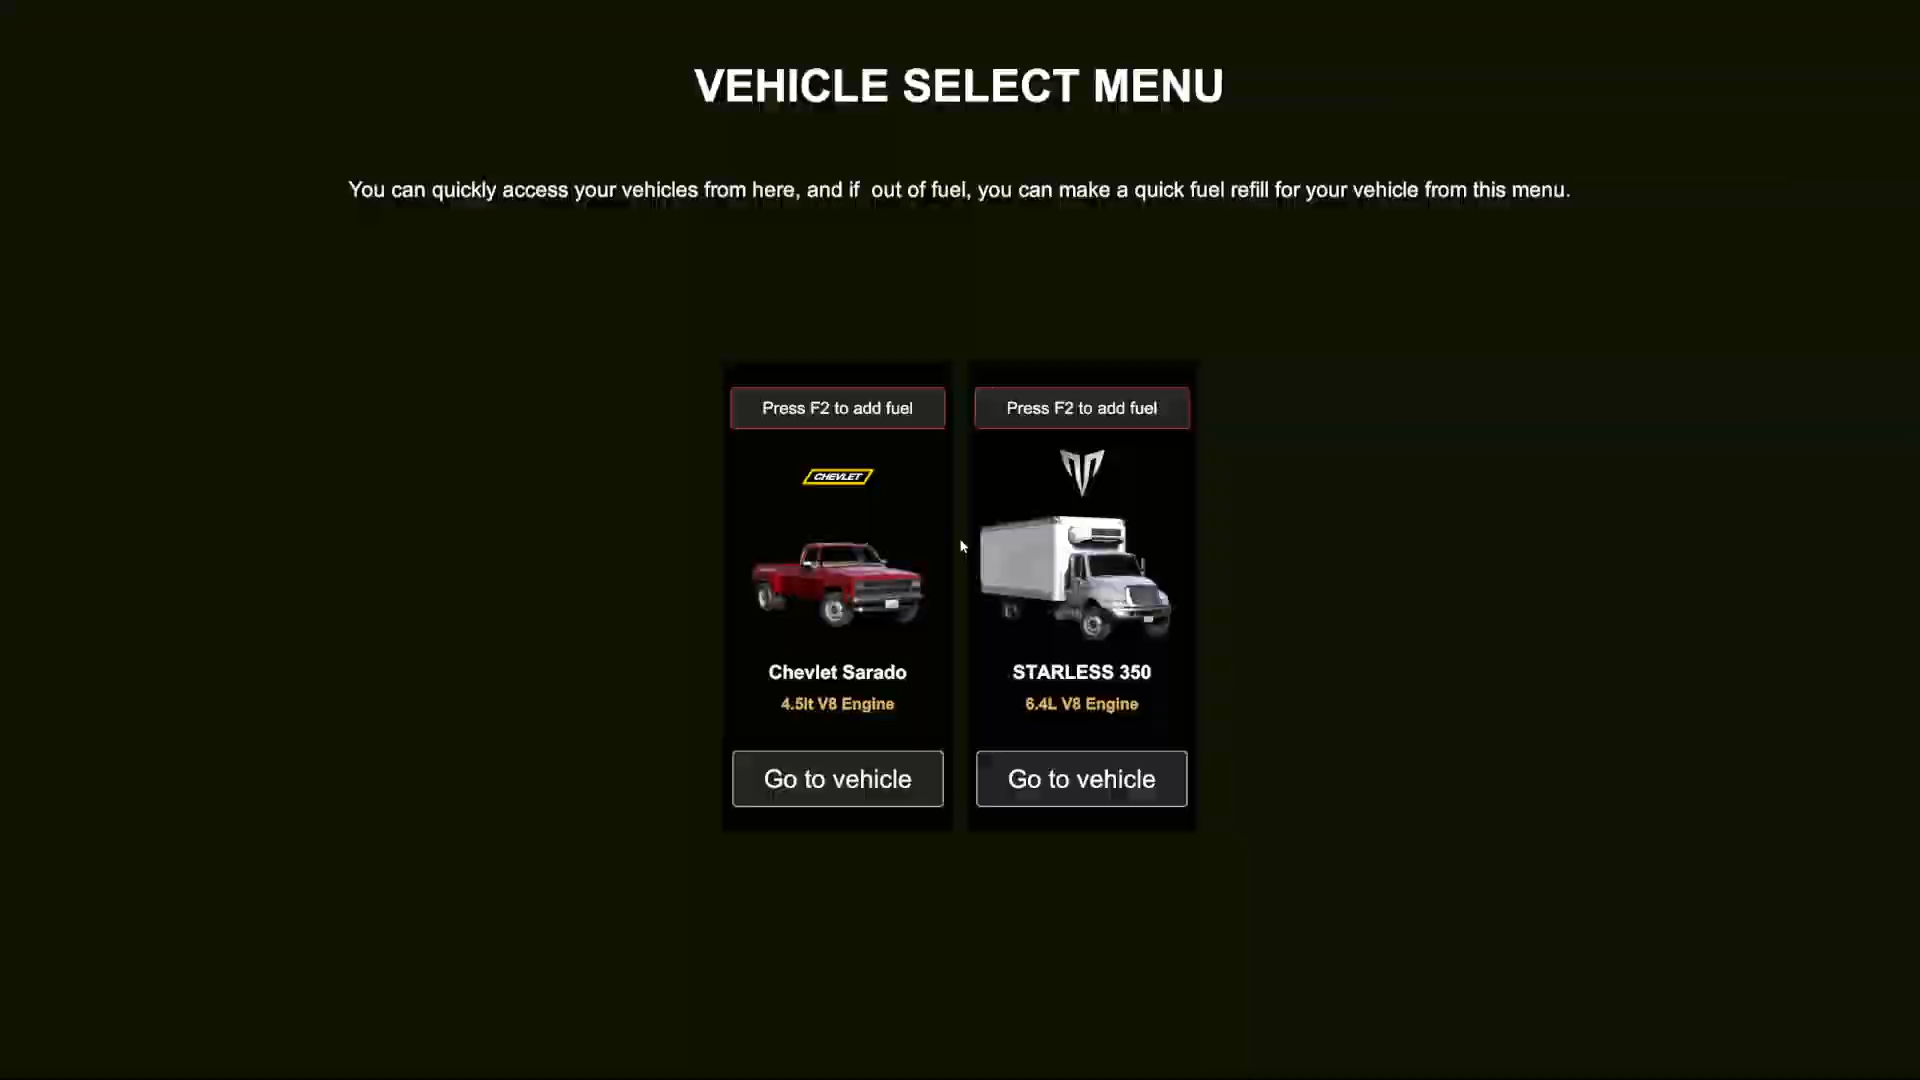 VEHICLE SELECT MENU
You can quickly access your vehicles from here, and if  out of fuel, you can make a quick fuel refill for your vehicle from this menu.
Press F2 to add fuel
CHEVLET
Chevlet Sarado
4.5lt V8 Engine
Go to vehicle
Press F2 to add fuel
STARLESS 350
6.4L V8 Engine
Go to vehicle